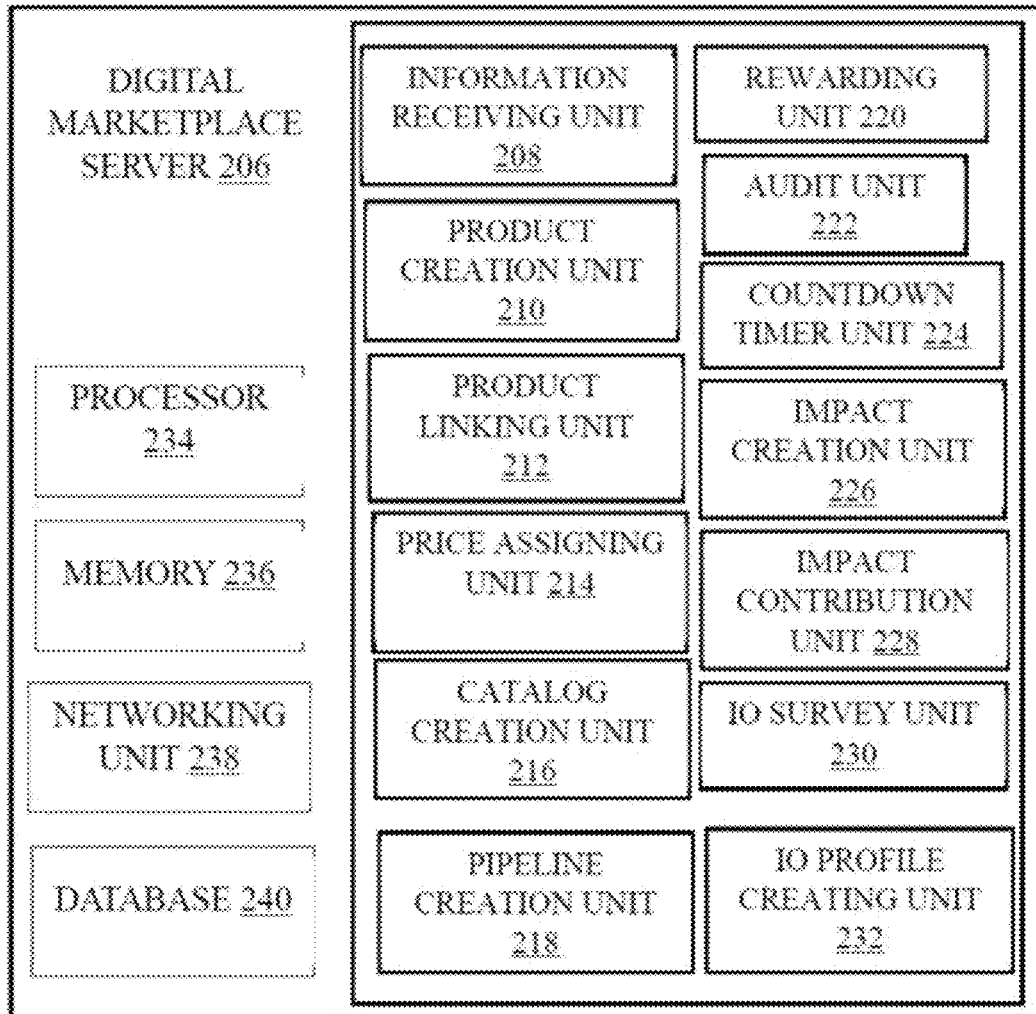 DIGITAL
MARKETPLACE
SERVER 206
PROCESSOR
234
MEMORY 236
NETWORKING
UNIT 238
DATABASE 240
INFORMATION
RECEIVING UNIT
208
PRODUCT
CREATION UNIT
210
PRODUCT
LINKING UNIT
212
PRICE ASSIGNING
UNIT 214
CATALOG
CREATION UNIT
216
PIPELINE
CREATION UNIT
218
REWARDING
UNIT 220
AUDIT UNIT
222
COUNTDOWN
TIMER UNIT 224
IMPACT
CREATION UNIT
226
IMPACT
CONTRIBUTION
UNIT 228
IO SURVEY UNIT
230
IO PROFILE
CREATING UNIT
232